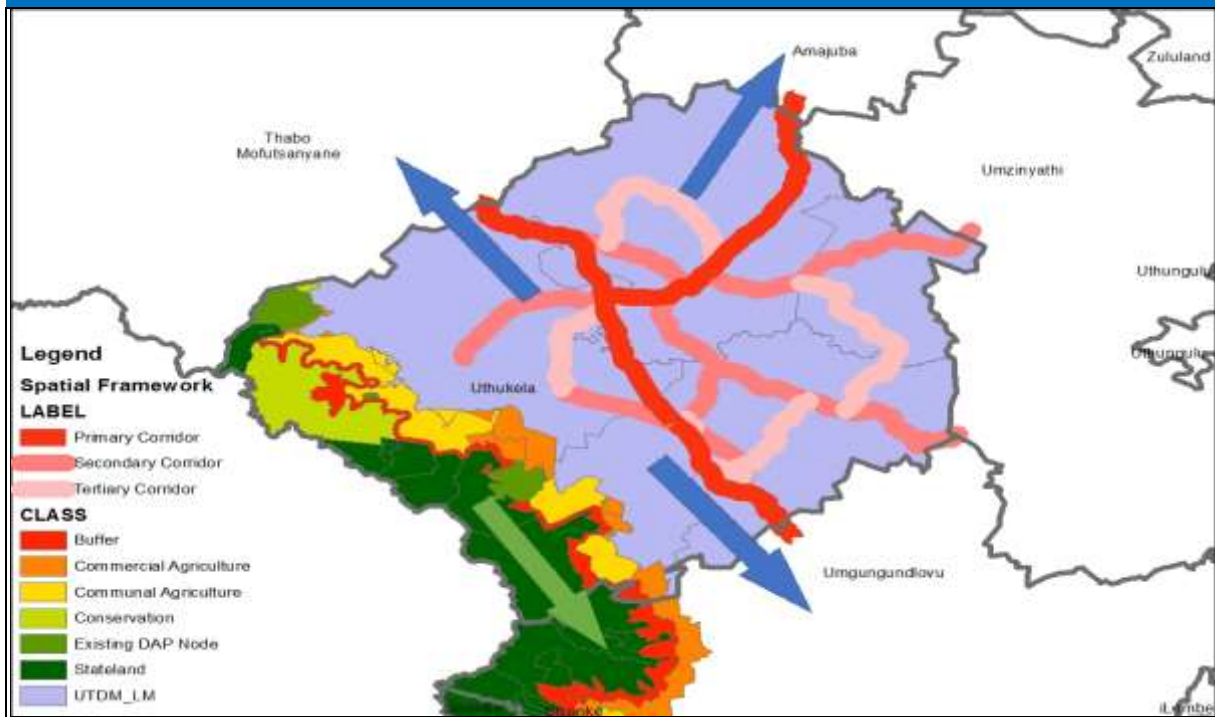 Amajuba
Zululand
Thabo
Mofutsanyane
Umzinyathi
Uthungulu
Uthukela
Umgungundlovu
Legend
Spatial Framework
LABEL
Primary Corridor
Secondary Corridor
Tertiary Corridor
CLASS
Buffer
Commercial Agriculture
Communal Agriculture
Conservation
Existing DAP Node
Stateland
UTDM_LM